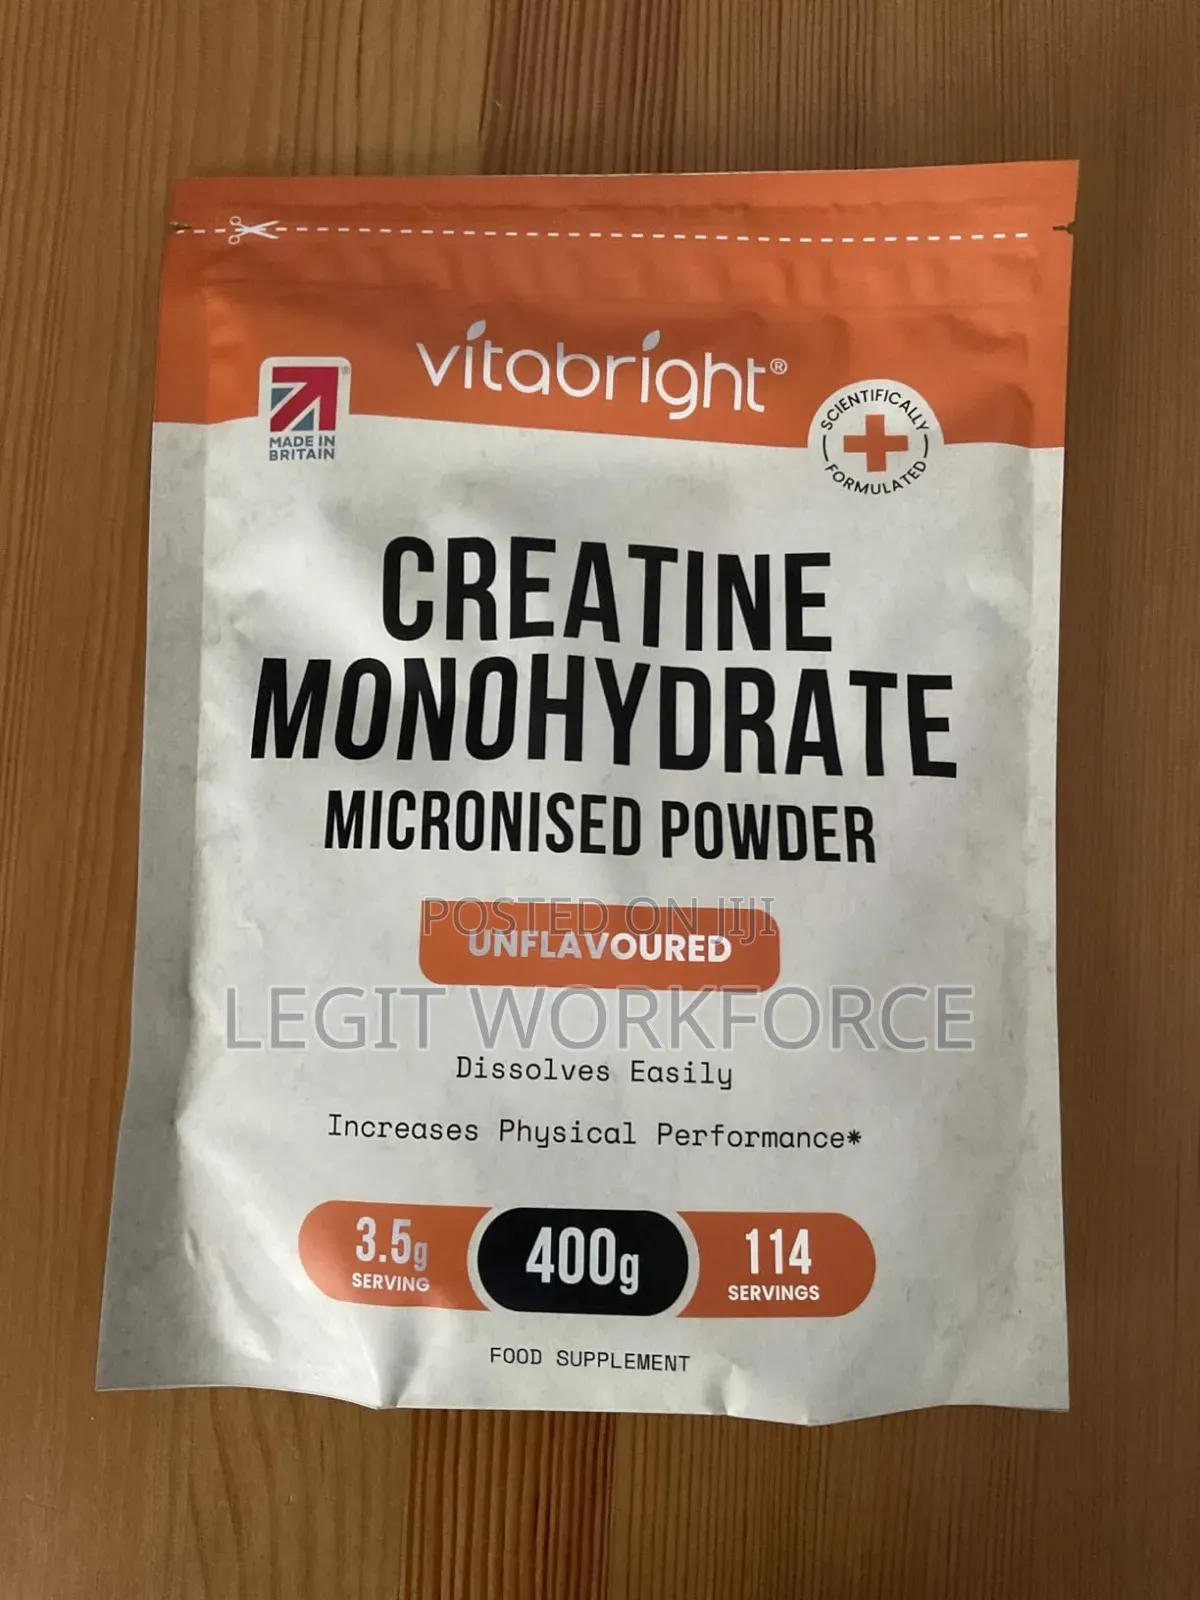 vitabright®
MADE IN
BRITAIN
SCIENTIFICALLY
FORMULATED
CREATINE
MONOHYDRATE
MICRONISED POWDER
POSTED ON JIJI
UNFLAVOURED
LEGIT WORKFORCE
Dissolves Easily
Increases Physical Performance*
3.5g
SERVING
400g
114
SERVINGS
FOOD SUPPLEMENT